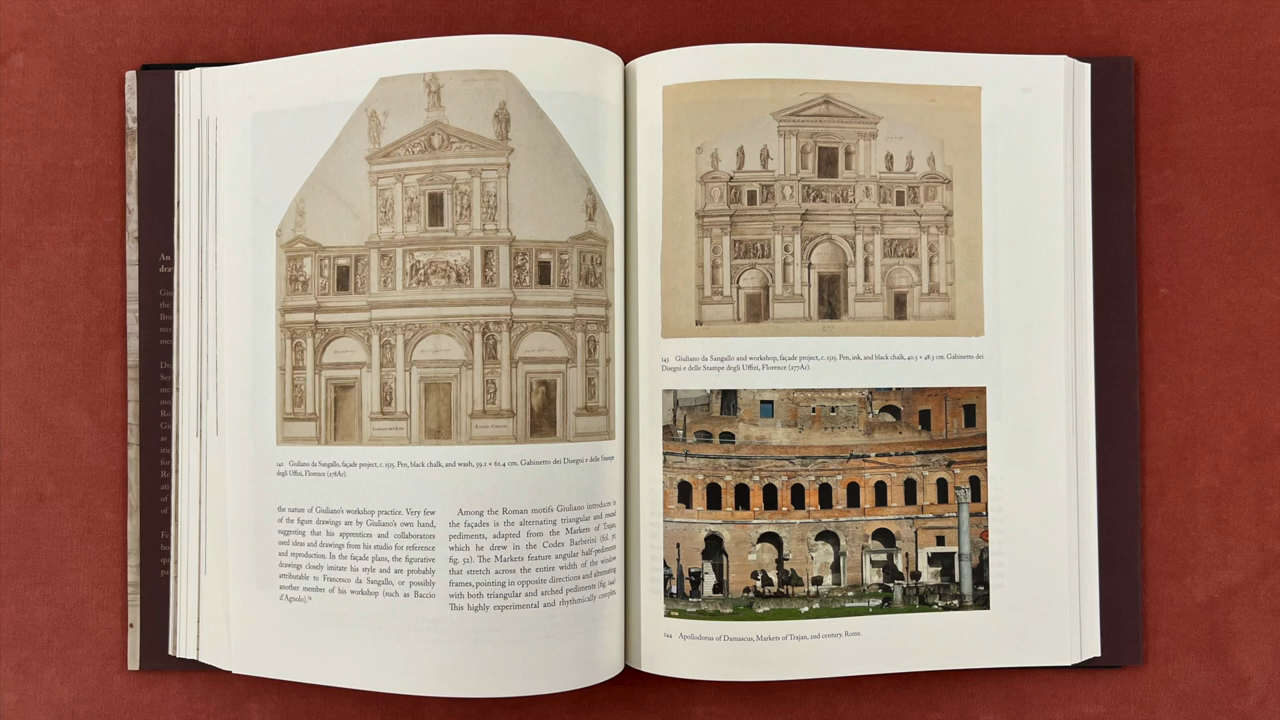 142 Giuliano da Sangallo, façade project, c. 1515. Pen, black chalk, and wash, 59.1 × 61.4 cm. Gabinetto dei Disegni e delle Stampe
degli Uffizi, Florence (278Ar).
the nature of Giuliano's workshop practice. Very few
of the figure drawings are by Giuliano's own hand,
suggesting that his apprentices and collaborators
used ideas and drawings from his studio for reference
and reproduction. In the façade plans, the figurative
drawings closely imitate his style and are probably
attributable to Francesco da Sangallo, or possibly
another member of his workshop (such as Baccio
d'Agnolo).
Among the Roman motifs Giuliano introduces in
the façades is the alternating triangular and round
pediments, adapted from the Markets of Trajan,
which he drew in the Codex Barberini (fol.
fig. 52). The Markets feature angular half-pediments
that stretch across the entire width of the window
frames, pointing in opposite directions and alternating
with both triangular and arched pediments (fig. 144).
This highly experimental and rhythmically complex
143 Giuliano da Sangallo and workshop, façade project, c. 1515. Pen, ink, and black chalk, 40.5 × 48.3 cm. Gabinetto dei
Disegni e delle Stampe degli Uffizi, Florence (277Ar).
144 Apollodorus of Damascus, Markets of Trajan, 2nd century. Rome.